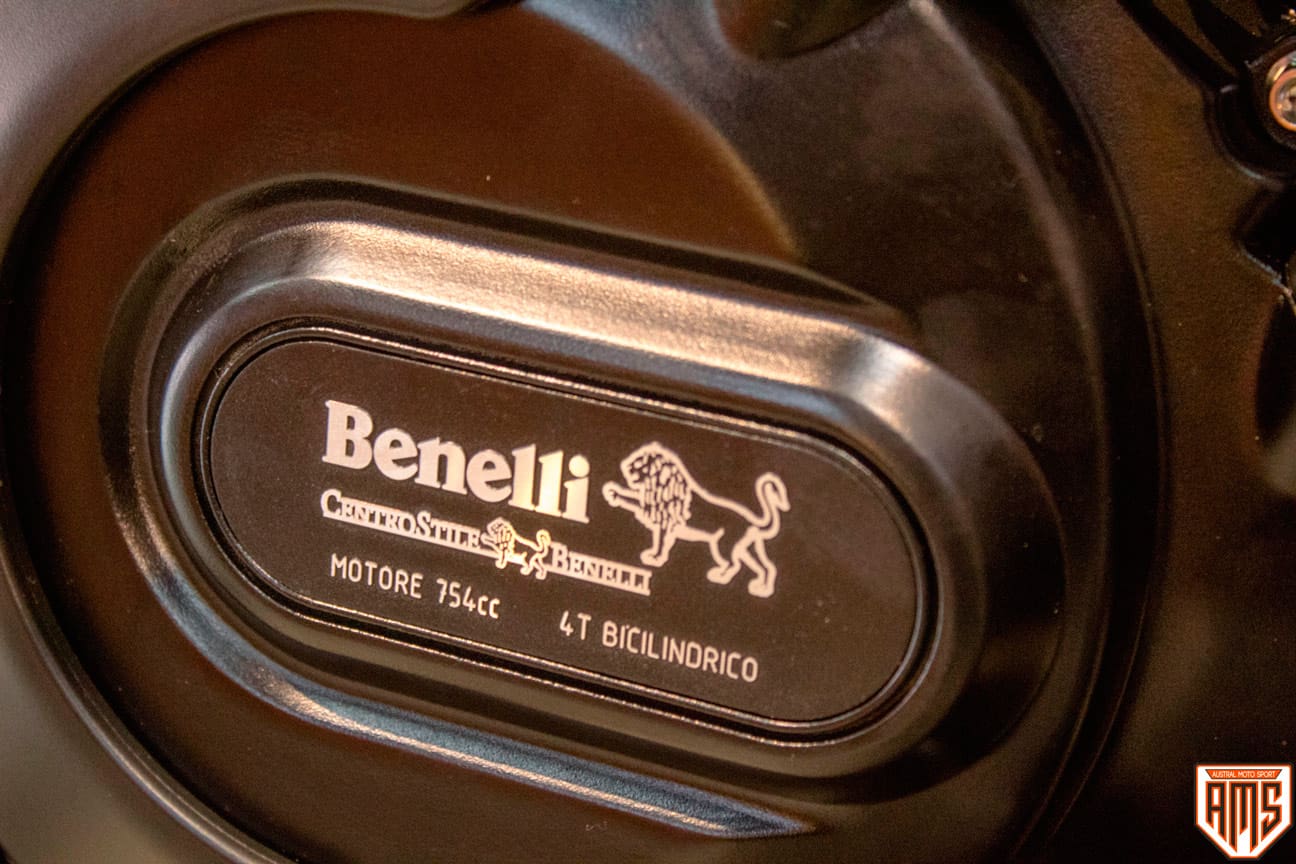 Benelli
CENTROSTILE BENELLI
MOTORE 754cc
4T BICILINDRICO
AUSTRAL MOTO SPORT
AMS